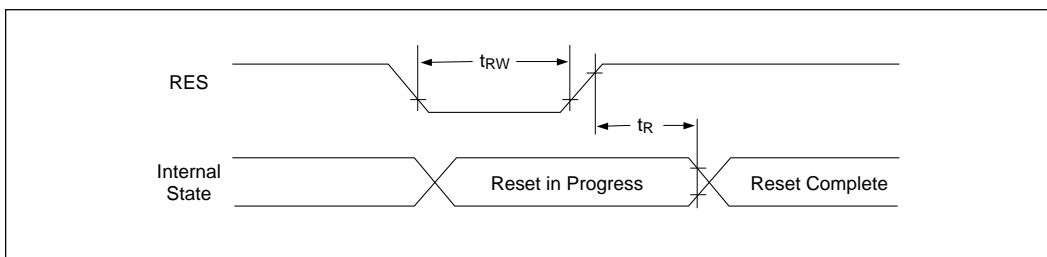 tRW
RES
tR
Internal
State
Reset in Progress
Reset Complete